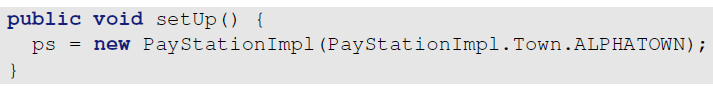 public void setUp() {
  ps = new PayStationImpl(PayStationImpl.Town.ALPHATOWN);
}